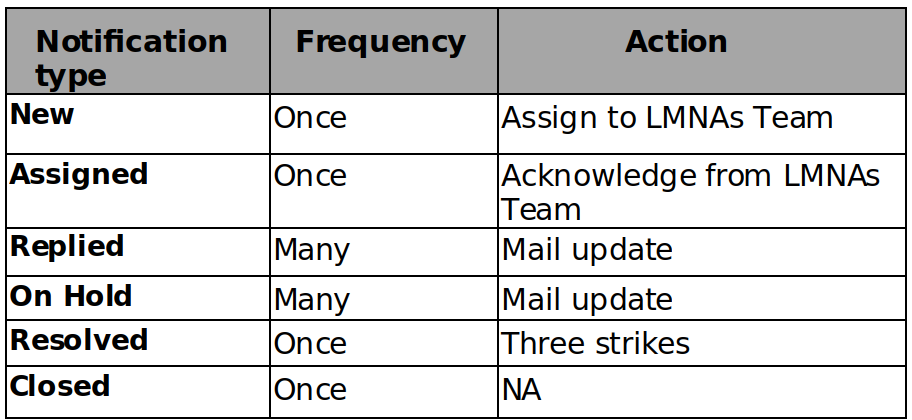 Notification type Frequency Action
New Once Assign to LMNAs Team
Assigned Once Acknowledge from LMNAs Team
Replied Many Mail update
On Hold Many Mail update
Resolved Once Three strikes
Closed Once NA